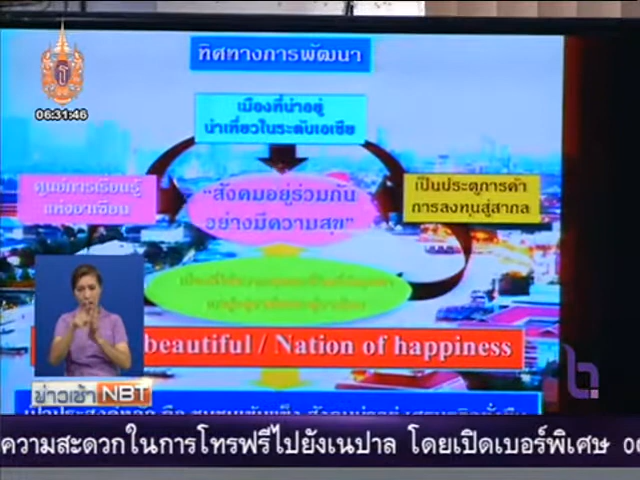 ทิศทางการพัฒนา
06:31:46
เมืองที่น่าอยู่
น่าเที่ยวในระดับเอเชีย
ศูนย์การเรียนรู้
แห่งอาเซียน
"สังคมอยู่ร่วมกัน
อย่างมีความสุข"
เป็นประตูการค้า
การลงทุนสู่สากล
beautiful / Nation of happiness
ข่าวเช้า NBT
ความสะดวกในการโทรฟรีไปยังเนปาล โดยเปิดเบอร์พิเศษ